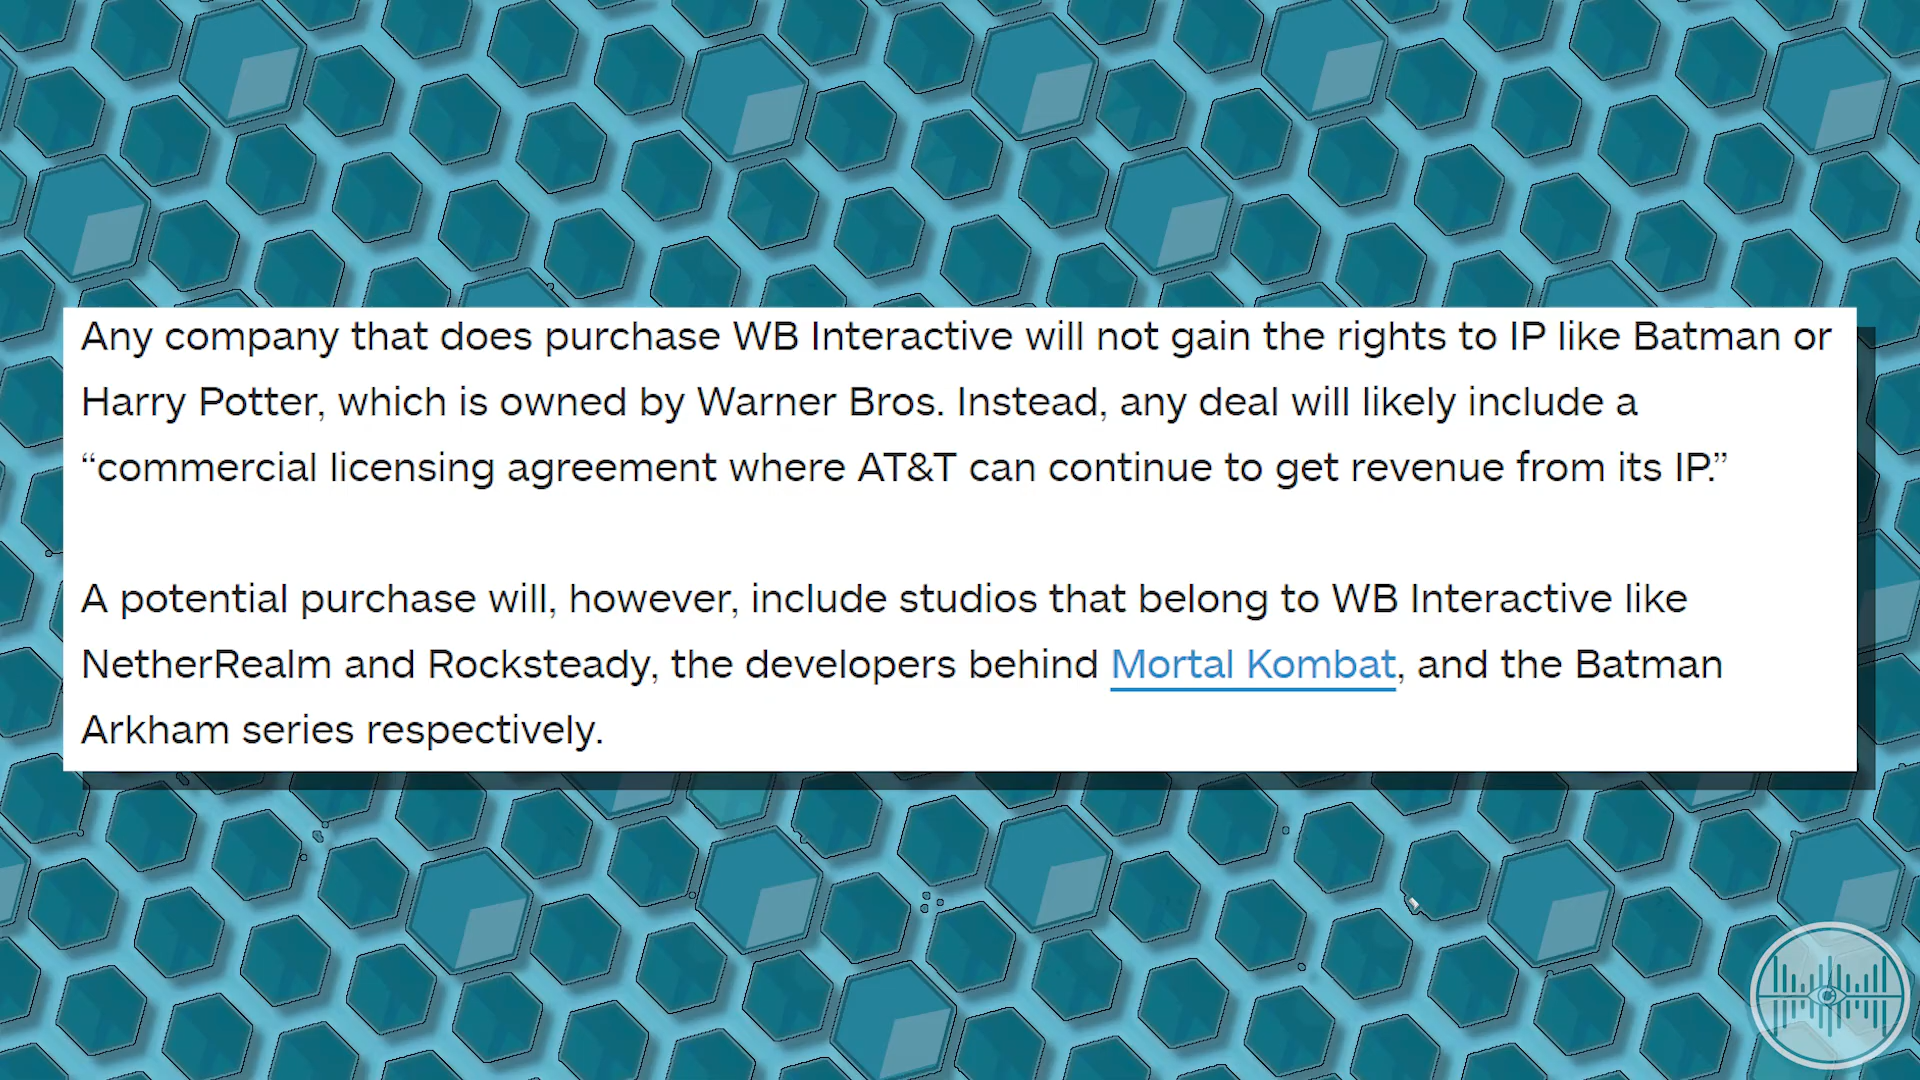 Any company that does purchase WB Interactive will not gain the rights to IP like Batman or
Harry Potter, which is owned by Warner Bros. Instead, any deal will likely include a
“commercial licensing agreement where AT&T can continue to get revenue from its IP.”
A potential purchase will, however, include studios that belong to WB Interactive like
NetherRealm and Rocksteady, the developers behind Mortal Kombat, and the Batman
Arkham series respectively.